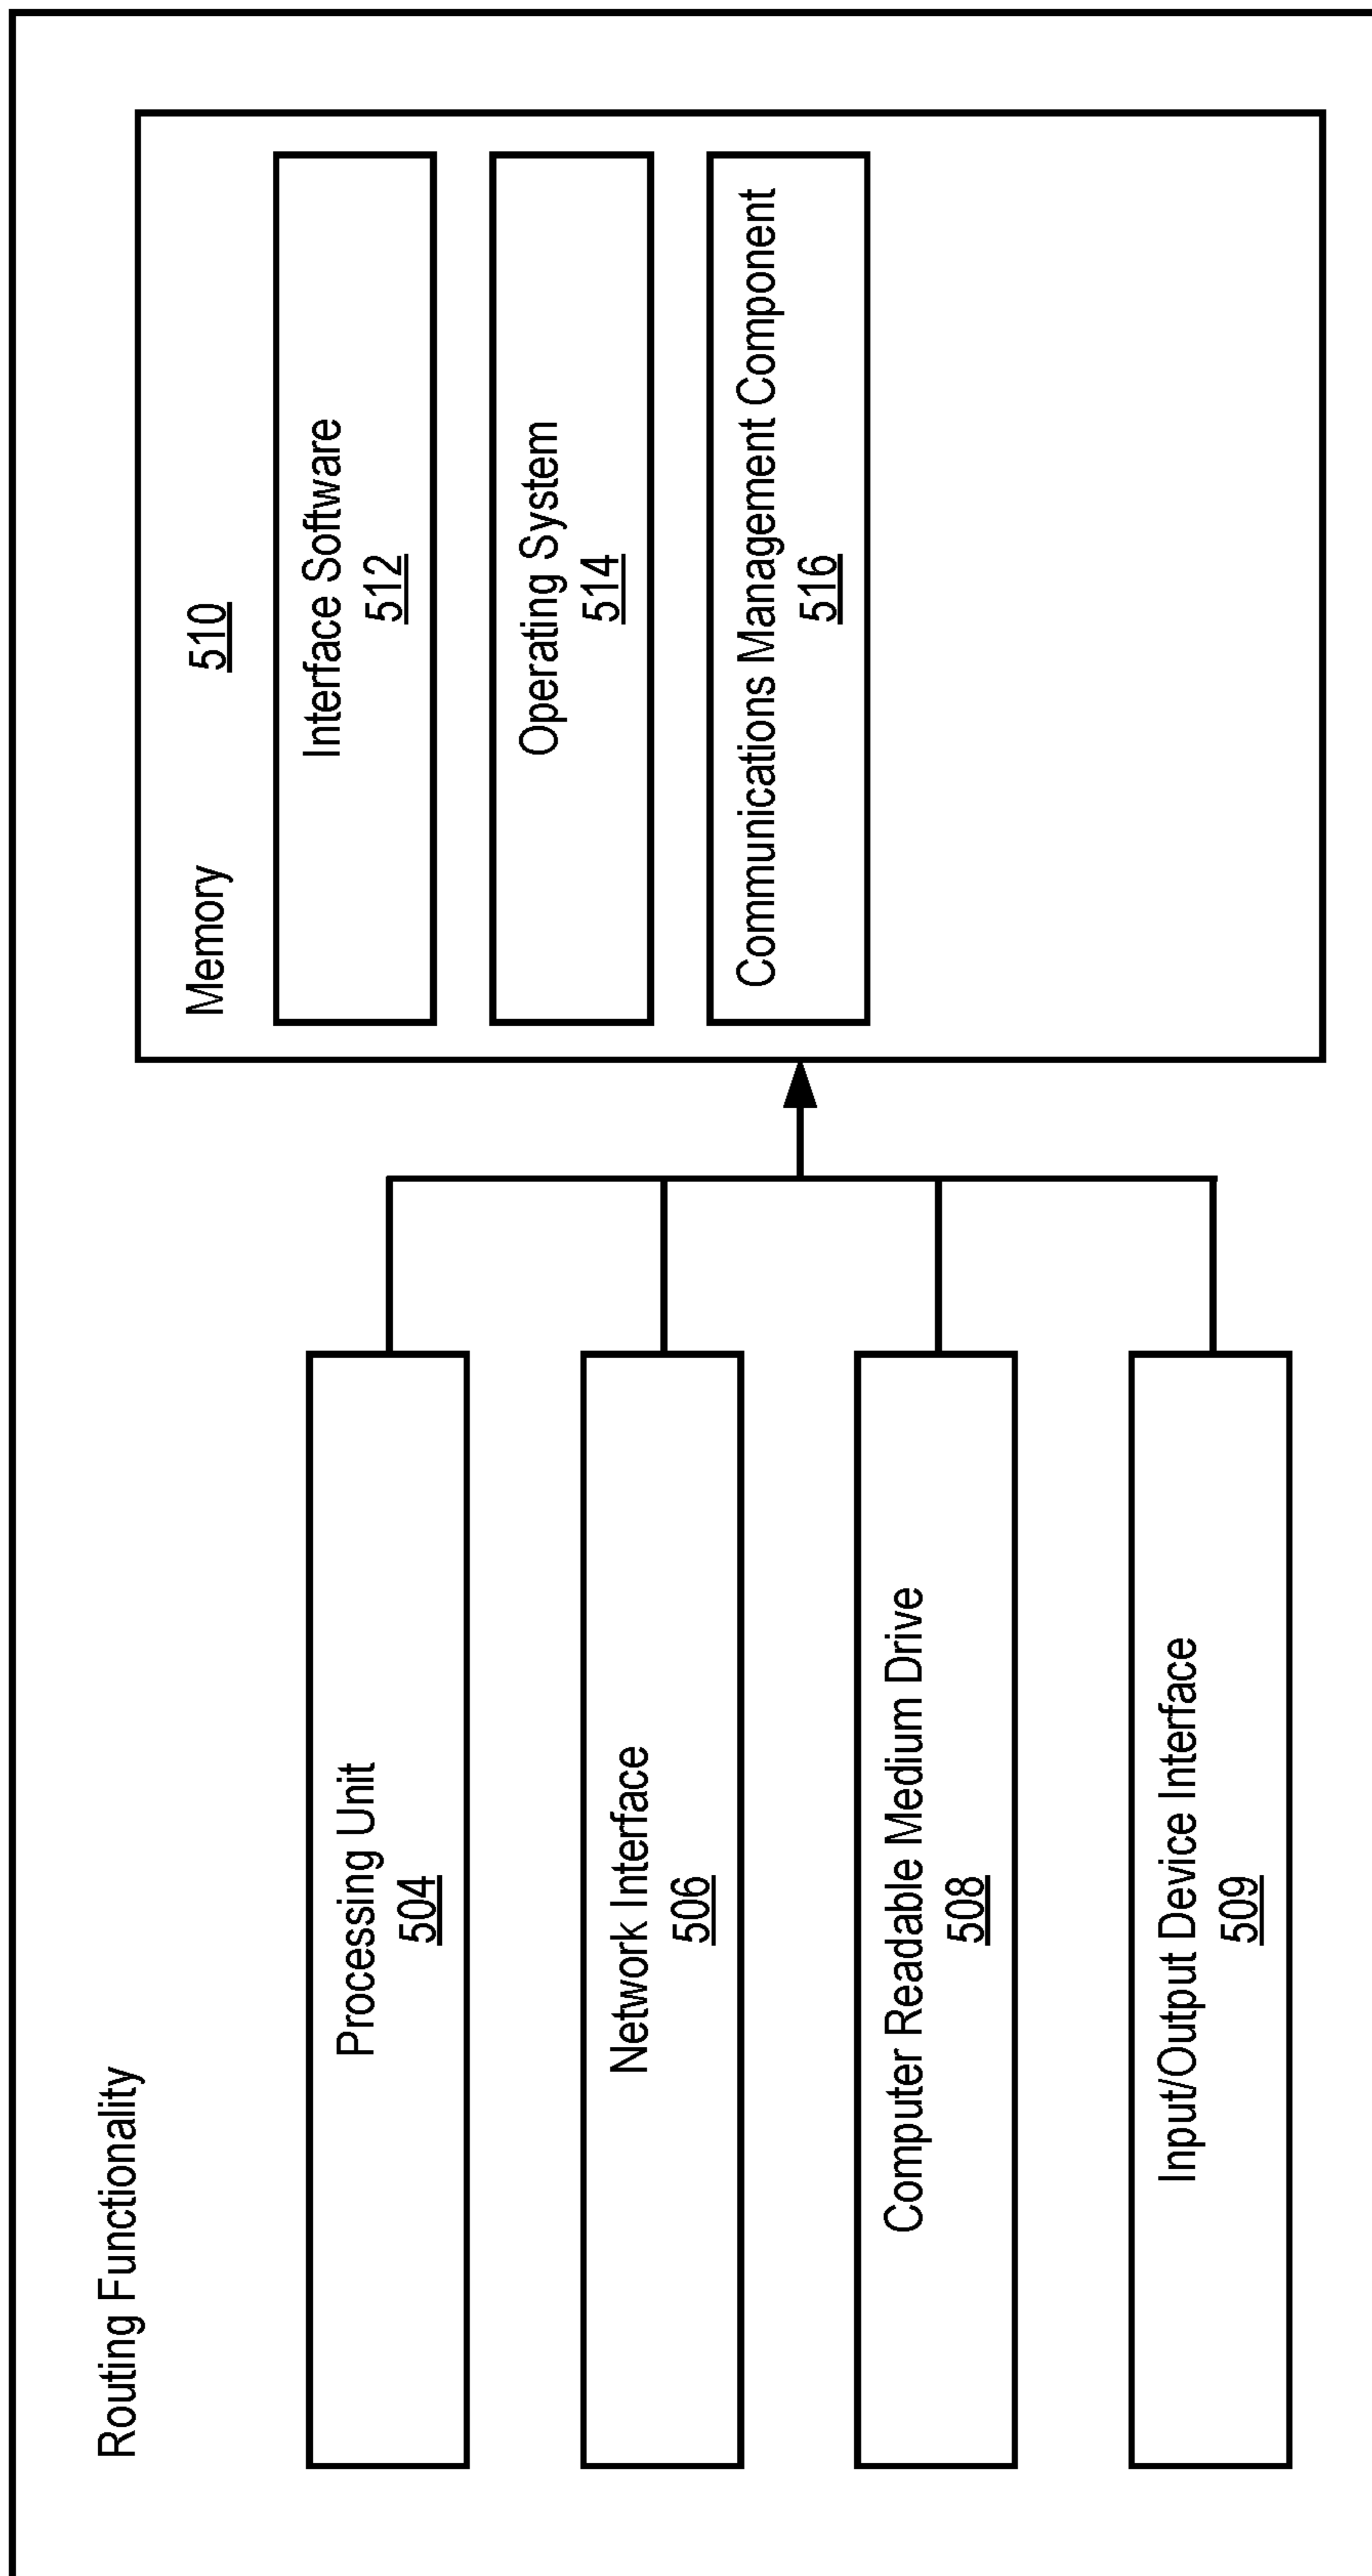 Routing Functionality
Processing Unit
504
Network Interface
506
Computer Readable Medium Drive
508
Input/Output Device Interface
509
Memory 510
Interface Software
512
Operating System
514
Communications Management Component
516